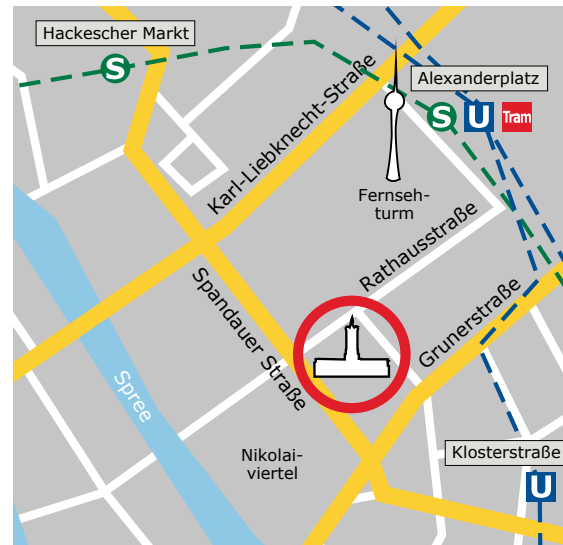 Hackescher Markt
S
Karl-Liebknecht-Straße
Alexanderplatz
S
U
Tram
Fernseh-
turm
Rathausstraße
Spandauer Straße
Grunerstraße
Spree
Nikolai-
viertel
Klosterstraße
U